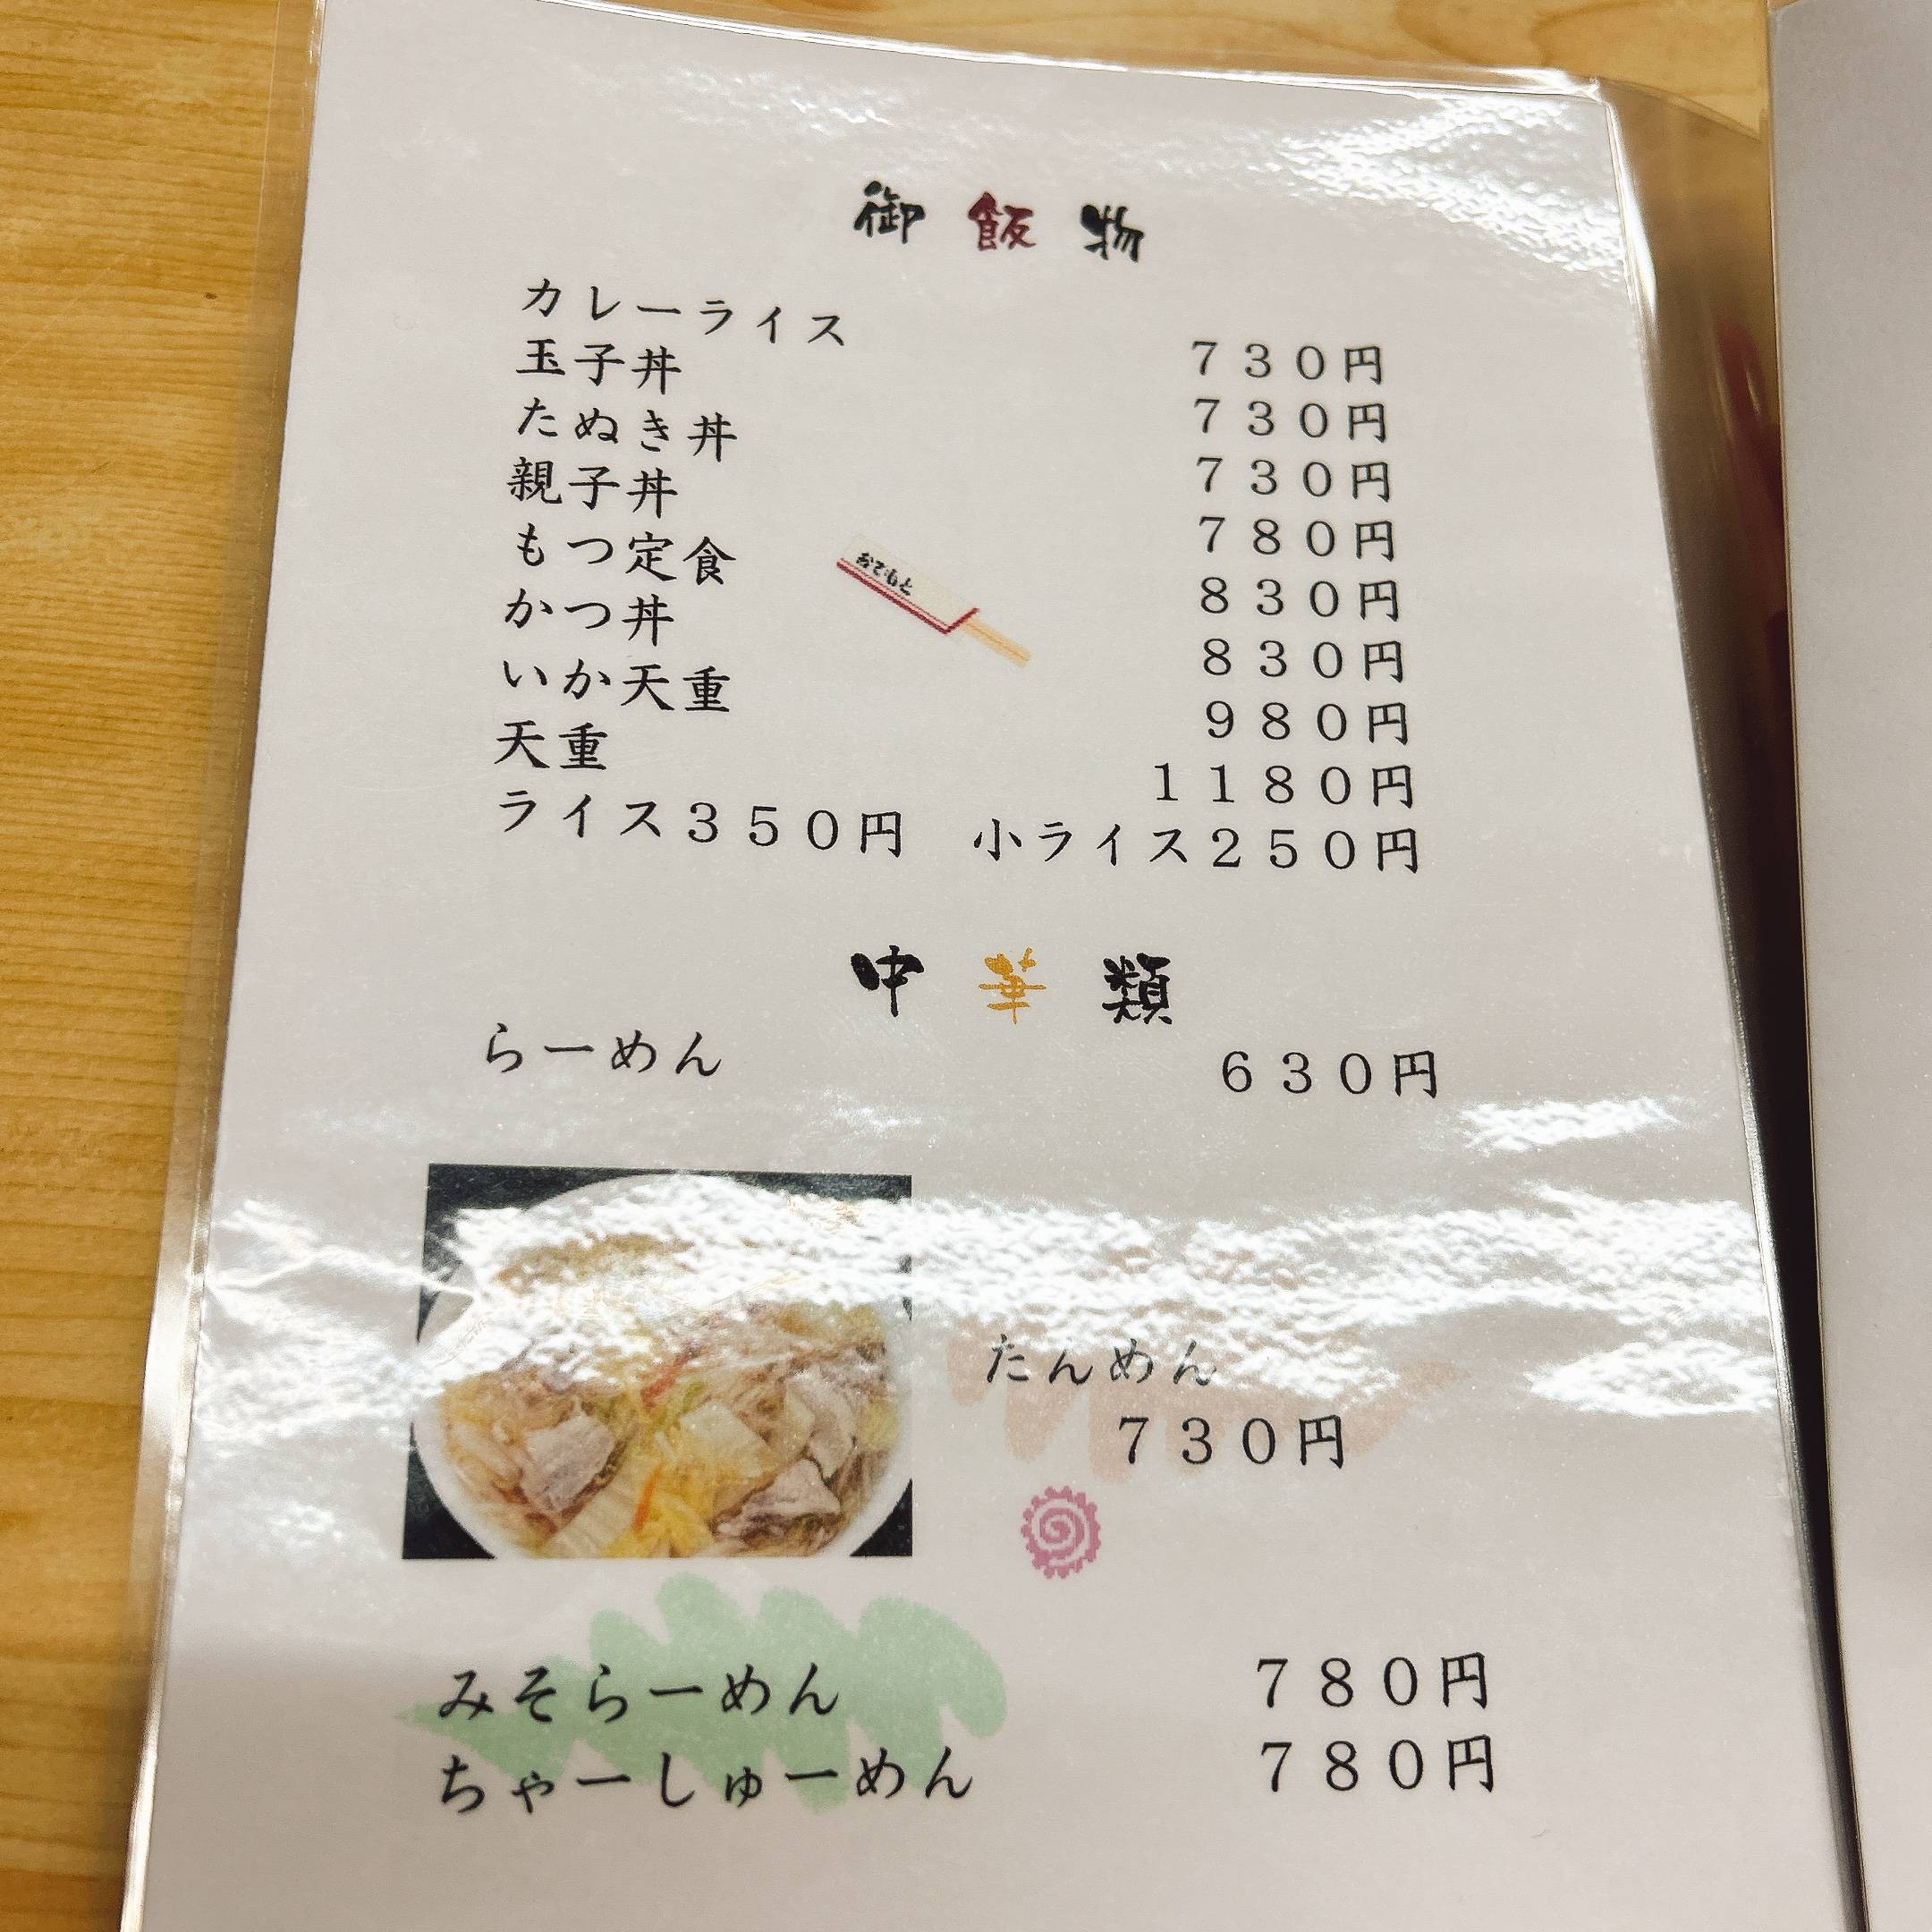 御飯物
カレーライス 730円
玉子丼 730円
たぬき丼 730円
親子丼 780円
もつ定食 830円
かつ丼 830円
いか天重 980円
天重 1180円
ライス350円 小ライス250円
おてもと
中華類
らーめん 630円
たんめん
730円
みそらーめん 780円
ちゃーしゅーめん 780円